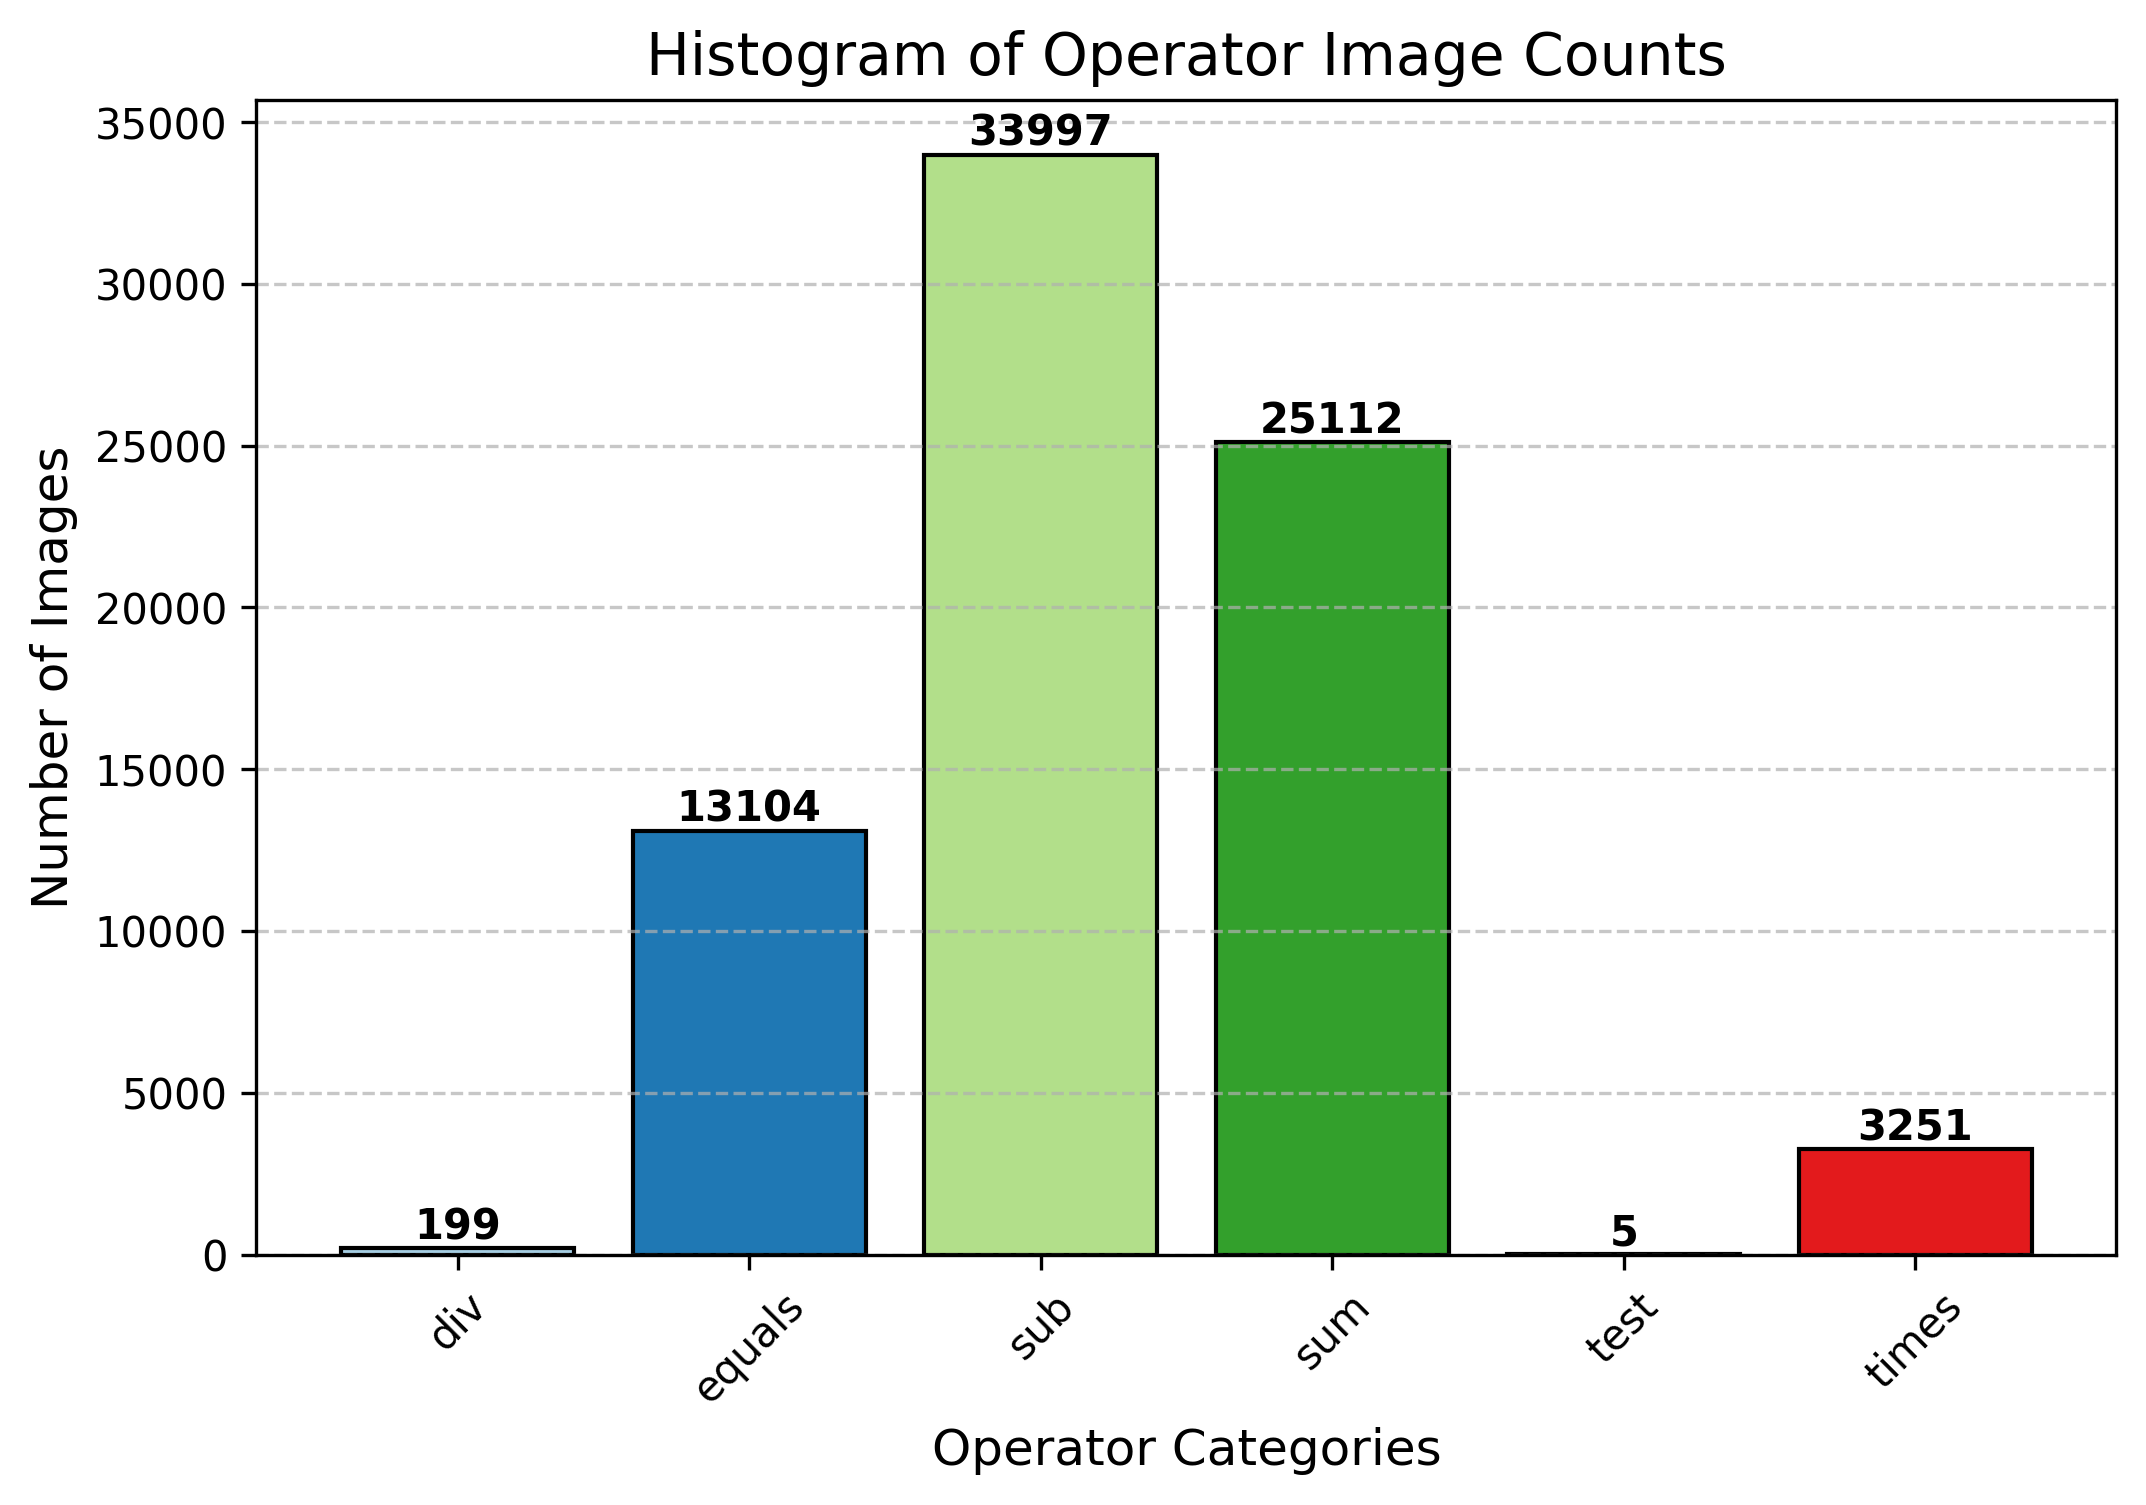 Histogram of Operator Image Counts
Number of Images
35000
30000
25000
20000
15000
10000
5000
0
199
13104
33997
25112
5
3251
div
equals
sub
sum
test
times
Operator Categories